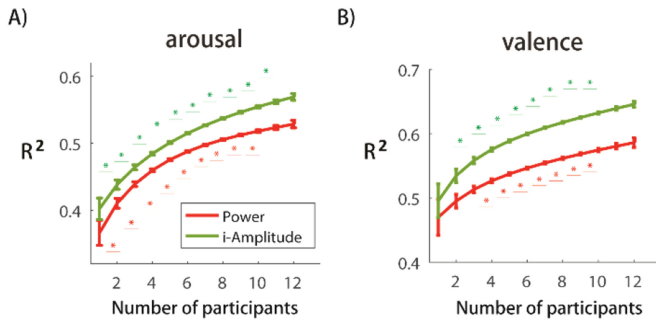 A)
arousal
0.6
0.5
0.4
R²
Power
i-Amplitude
2 4 6 8 10 12
Number of participants
B)
valence
0.7
0.6
0.5
0.4
R²
2 4 6 8 10 12
Number of participants